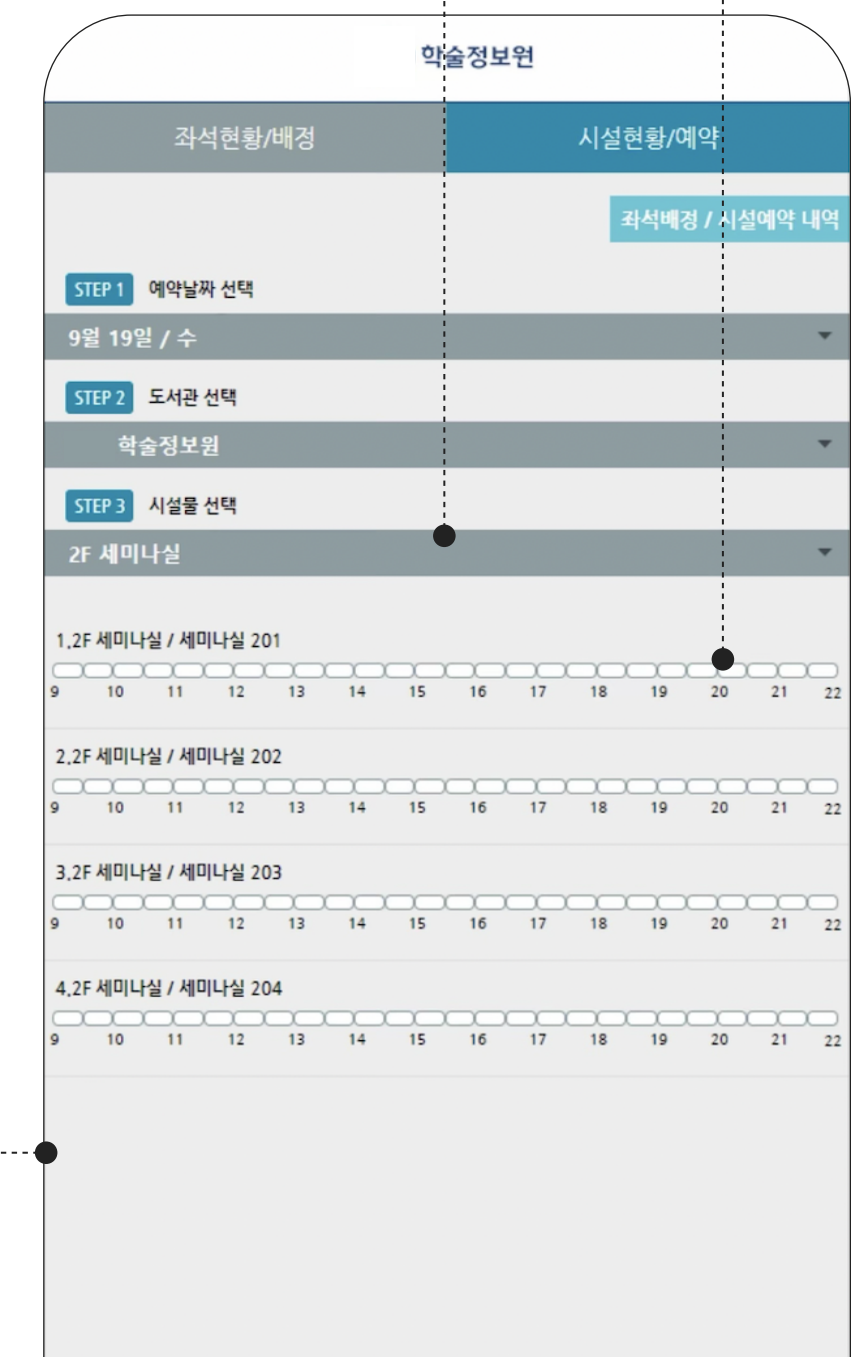 학술정보원
좌석현황/배정 시설현황/예약
좌석배정 / 시설예약 내역
STEP 1 예약날짜 선택
9월 19일 / 수
STEP 2 도서관 선택
학술정보원
STEP 3 시설물 선택
2F 세미나실
1.2F 세미나실 / 세미나실 201
9 10 11 12 13 14 15 16 17 18 19 20 21 22
2.2F 세미나실 / 세미나실 202
9 10 11 12 13 14 15 16 17 18 19 20 21 22
3.2F 세미나실 / 세미나실 203
9 10 11 12 13 14 15 16 17 18 19 20 21 22
4.2F 세미나실 / 세미나실 204
9 10 11 12 13 14 15 16 17 18 19 20 21 22